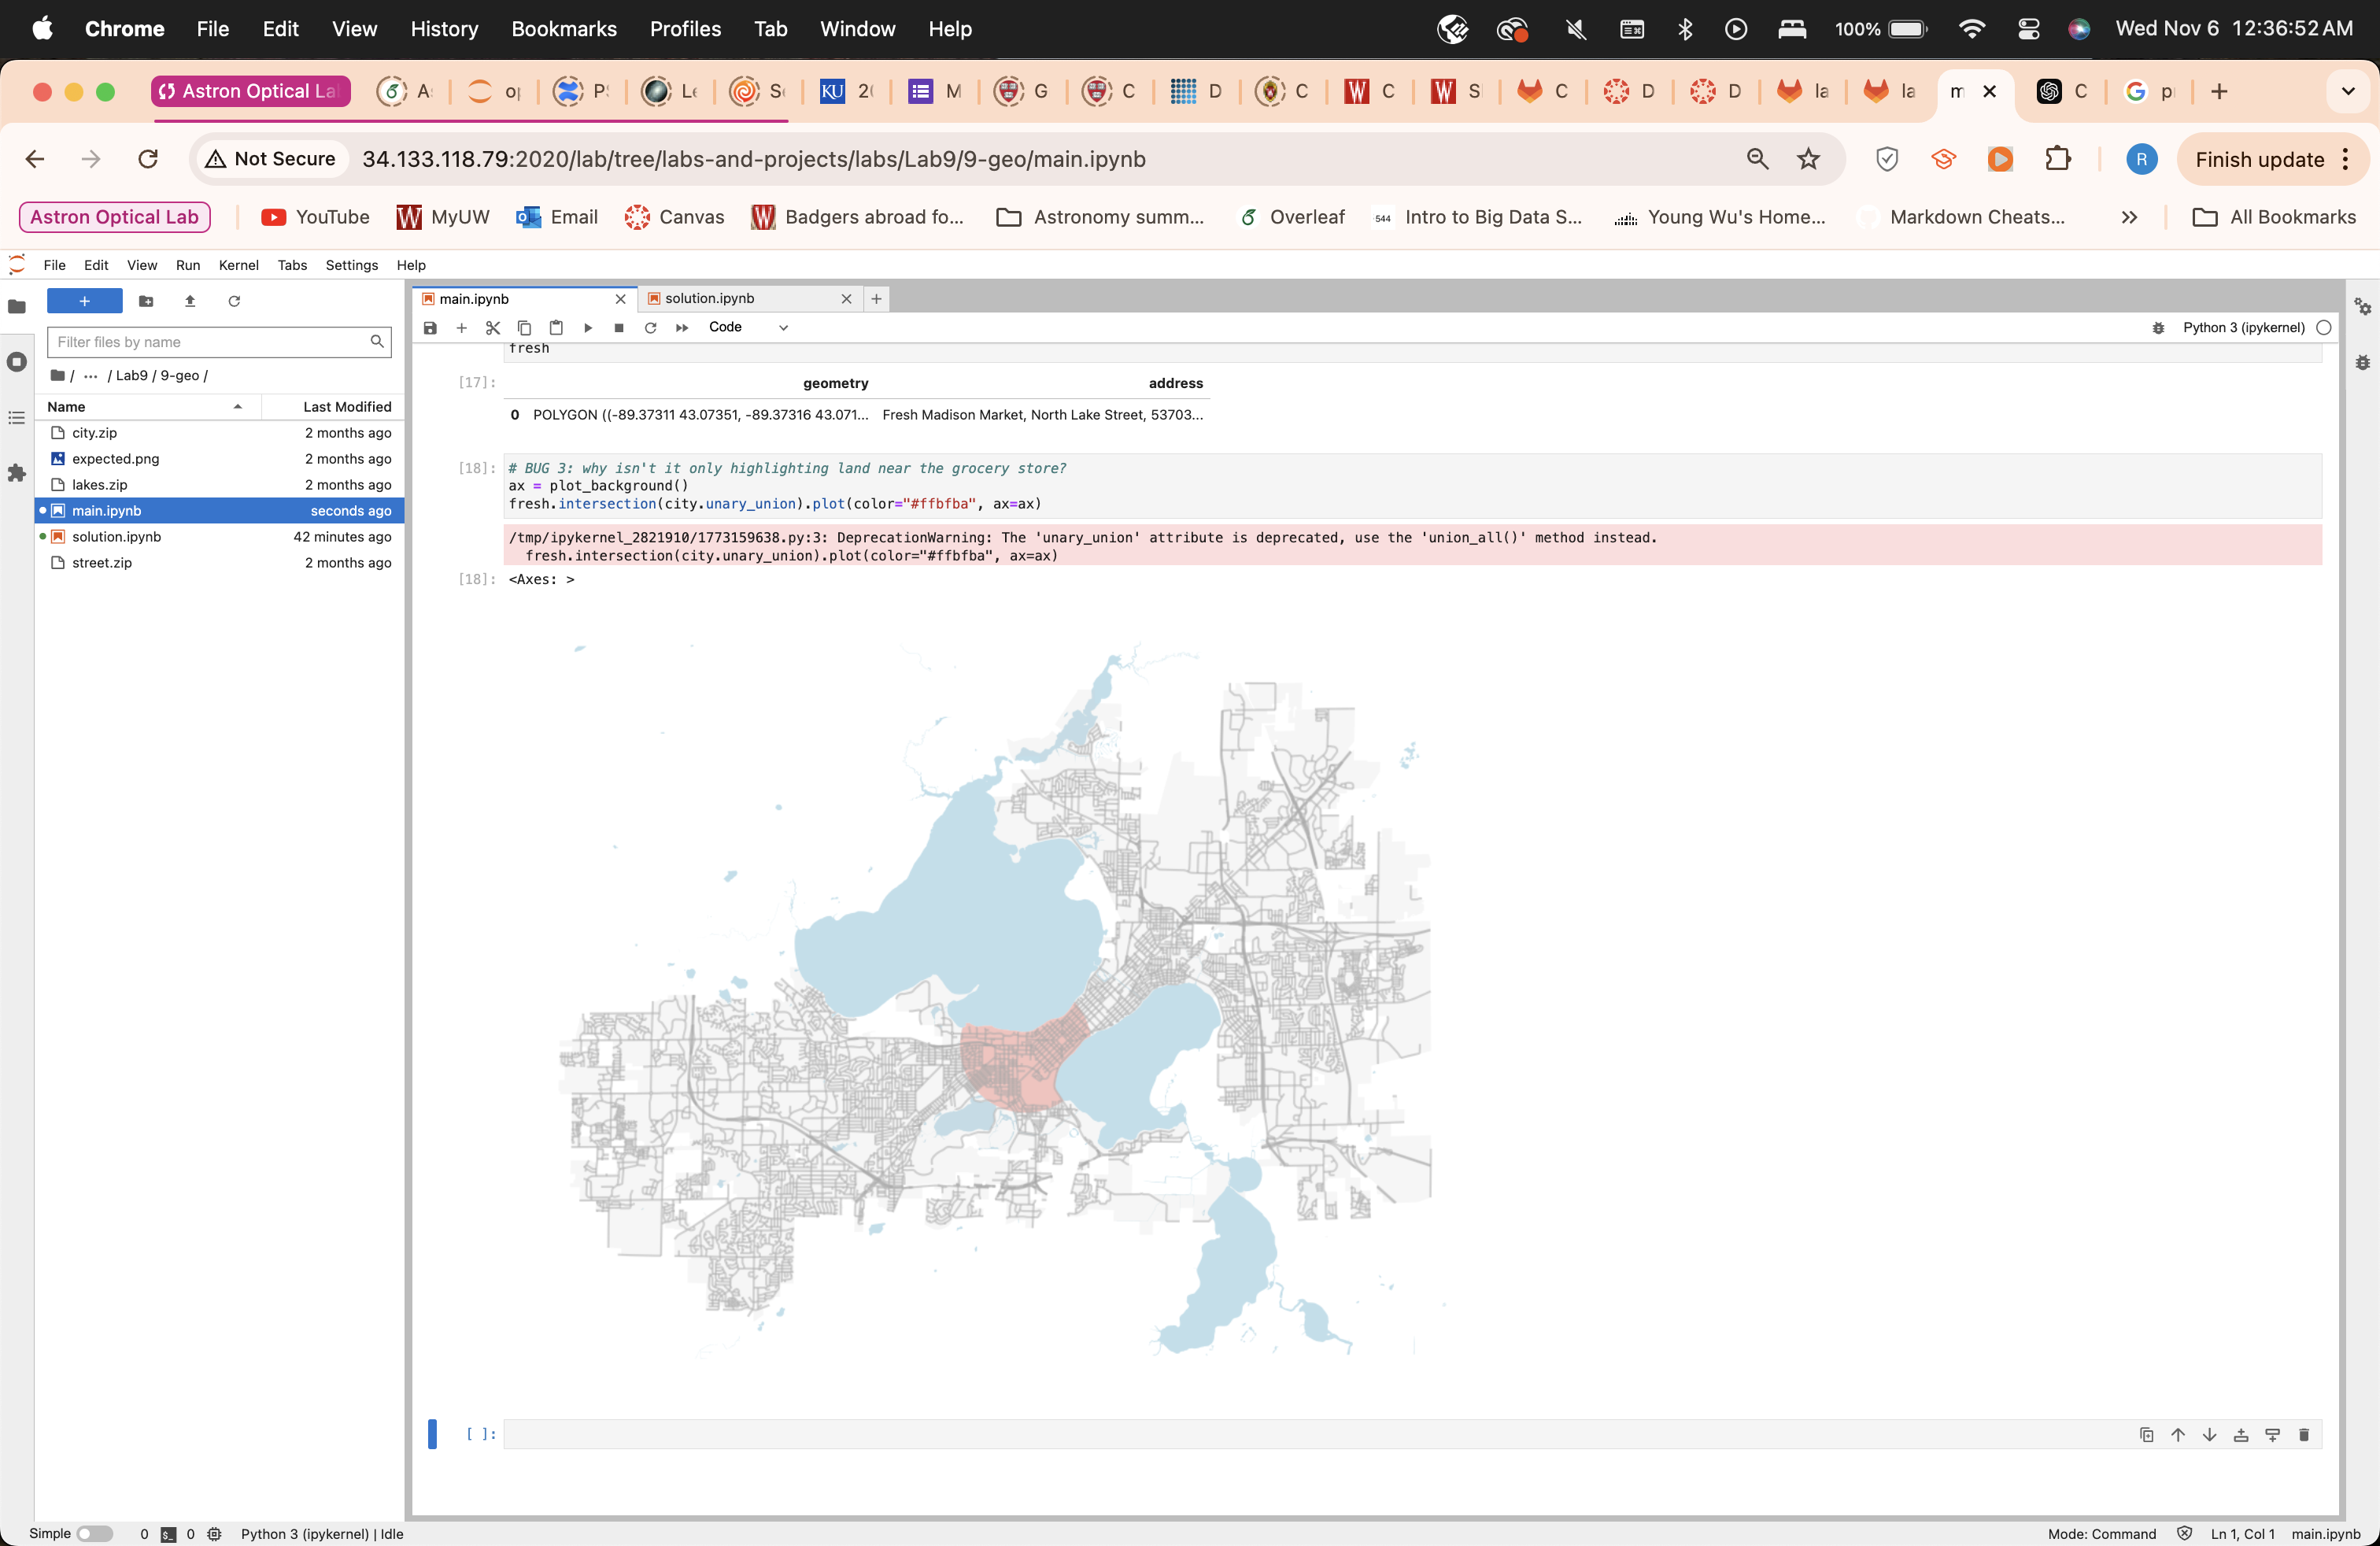 Chrome File Edit View History Bookmarks Profiles Tab Window Help 100% Wed Nov 6 12:36:52 AM
Astron Optical La A P L S KU 2 M G C D C W C W S C D D la la m C p
Not Secure 34.133.118.79:2020/lab/tree/labs-and-projects/labs/Lab9/9-geo/main.ipynb R Finish update
Astron Optical Lab YouTube MyUW Email Canvas Badgers abroad fo... Astronomy summ... Overleaf 544 Intro to Big Data S... Young Wu's Home... Markdown Cheats... » All Bookmarks
File Edit View Run Kernel Tabs Settings Help
main.ipynb solution.ipynb
Code Python 3 (ipykernel)
Filter files by name
/ ... / Lab9 / 9-geo /
Name Last Modified
city.zip 2 months ago
expected.png 2 months ago
lakes.zip 2 months ago
main.ipynb seconds ago
solution.ipynb 42 minutes ago
street.zip 2 months ago
fresh
[17]: geometry address
0 POLYGON ((-89.37311 43.07351, -89.37316 43.071... Fresh Madison Market, North Lake Street, 53703...
[18]: # BUG 3: why isn't it only highlighting land near the grocery store?
ax = plot_background()
fresh.intersection(city.unary_union).plot(color="#ffbfba", ax=ax)
/tmp/ipykernel_2821910/1773159638.py:3: DeprecationWarning: The 'unary_union' attribute is deprecated, use the 'union_all()' method instead.
fresh.intersection(city.unary_union).plot(color="#ffbfba", ax=ax)
[18]: <Axes: >
[ ]:
Simple 0 0 Python 3 (ipykernel) | Idle Mode: Command Ln 1, Col 1 main.ipynb